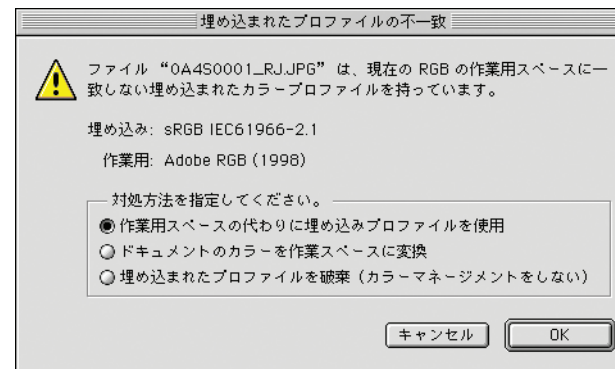 埋め込まれたプロファイルの不一致
ファイル “0A4S0001_RJ.JPG” は、現在の RGB の作業用スペースに一
致しない埋め込まれたカラープロファイルを持っています。
埋め込み: sRGB IEC61966-2.1
作業用: Adobe RGB (1998)
対処方法を指定してください。
作業用スペースの代わりに埋め込みプロファイルを使用
ドキュメントのカラーを作業スペースに変換
埋め込まれたプロファイルを破棄（カラーマネージメントをしない）
キャンセル OK